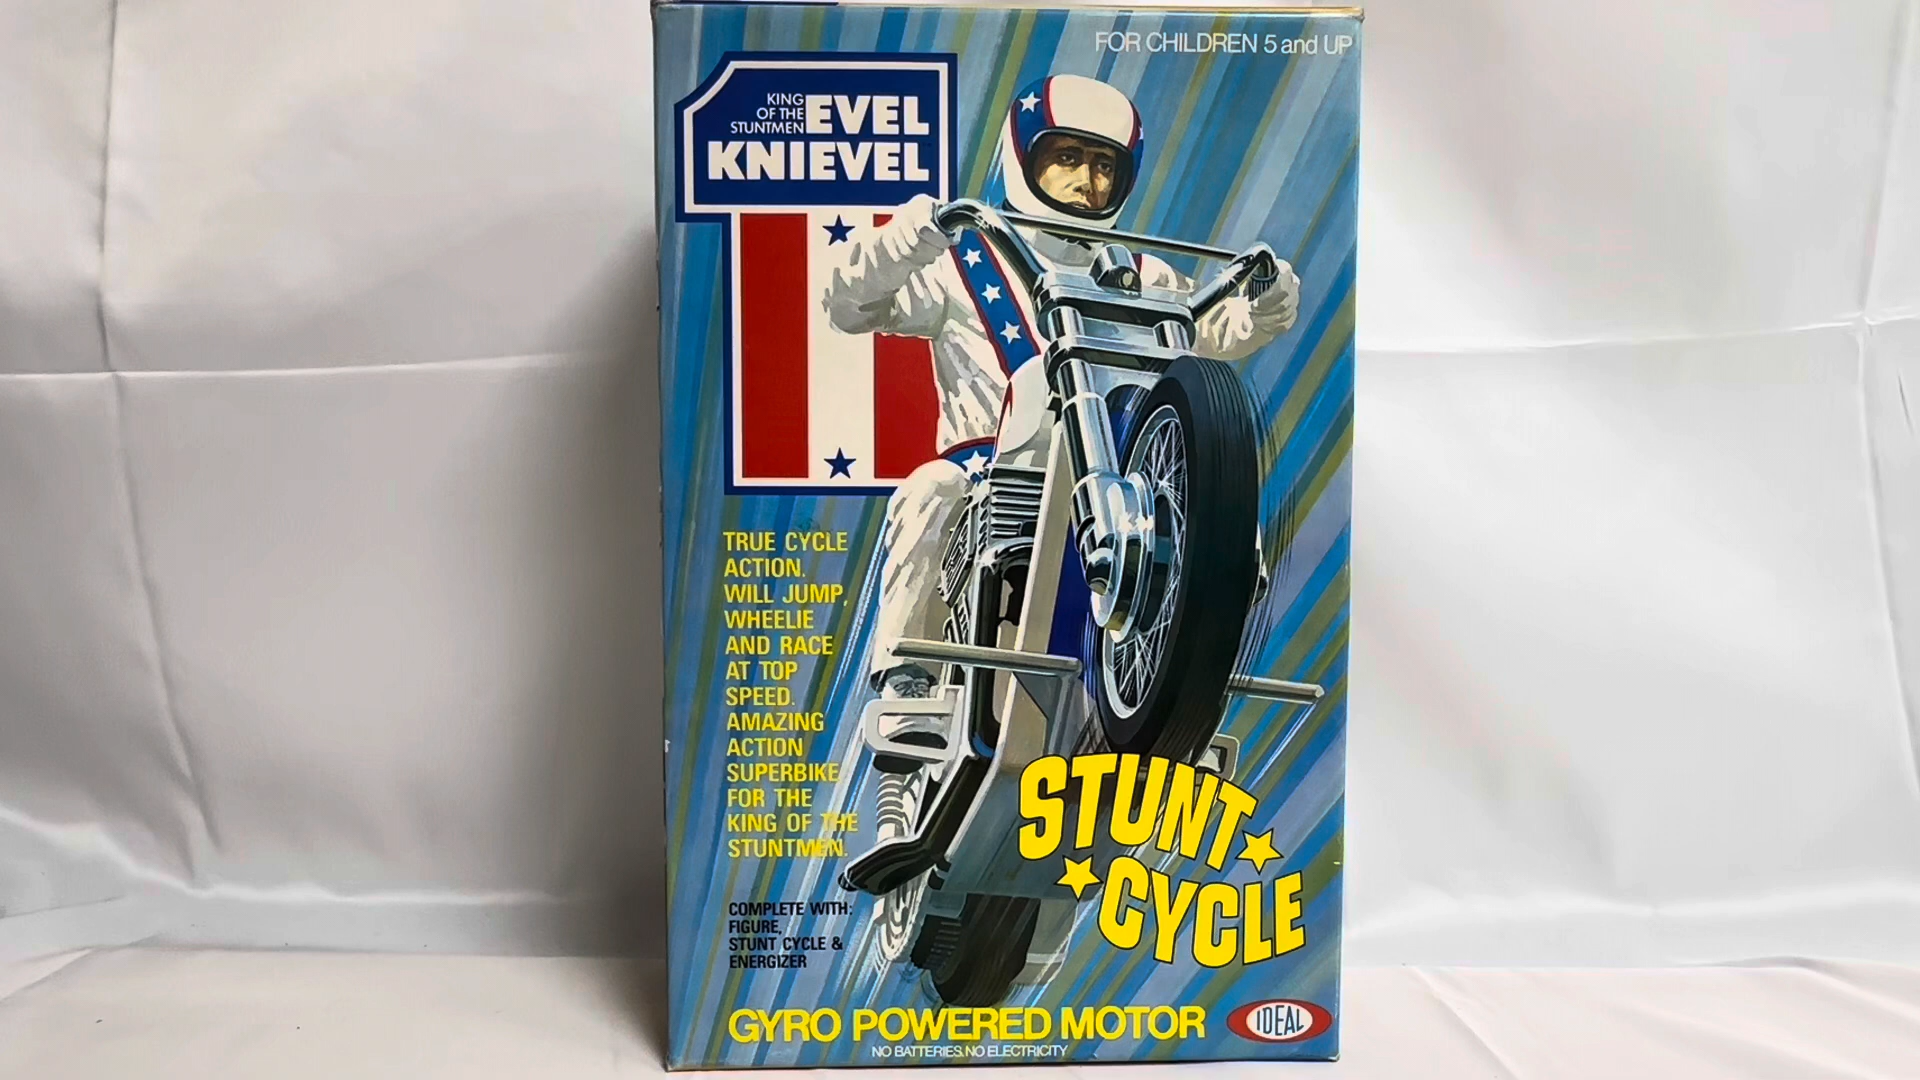 FOR CHILDREN 5 and UP
KING
OF THE
STUNTMEN
EVEL
KNIEVEL
TRUE CYCLE
ACTION.
WILL JUMP,
WHEELIE
AND RACE
AT TOP
SPEED.
AMAZING
ACTION
SUPERBIKE
FOR THE
KING OF THE
STUNTMEN.
STUNT
CYCLE
COMPLETE WITH:
FIGURE,
STUNT CYCLE &
ENERGIZER
GYRO POWERED MOTOR
IDEAL
NO BATTERIES. NO ELECTRICITY